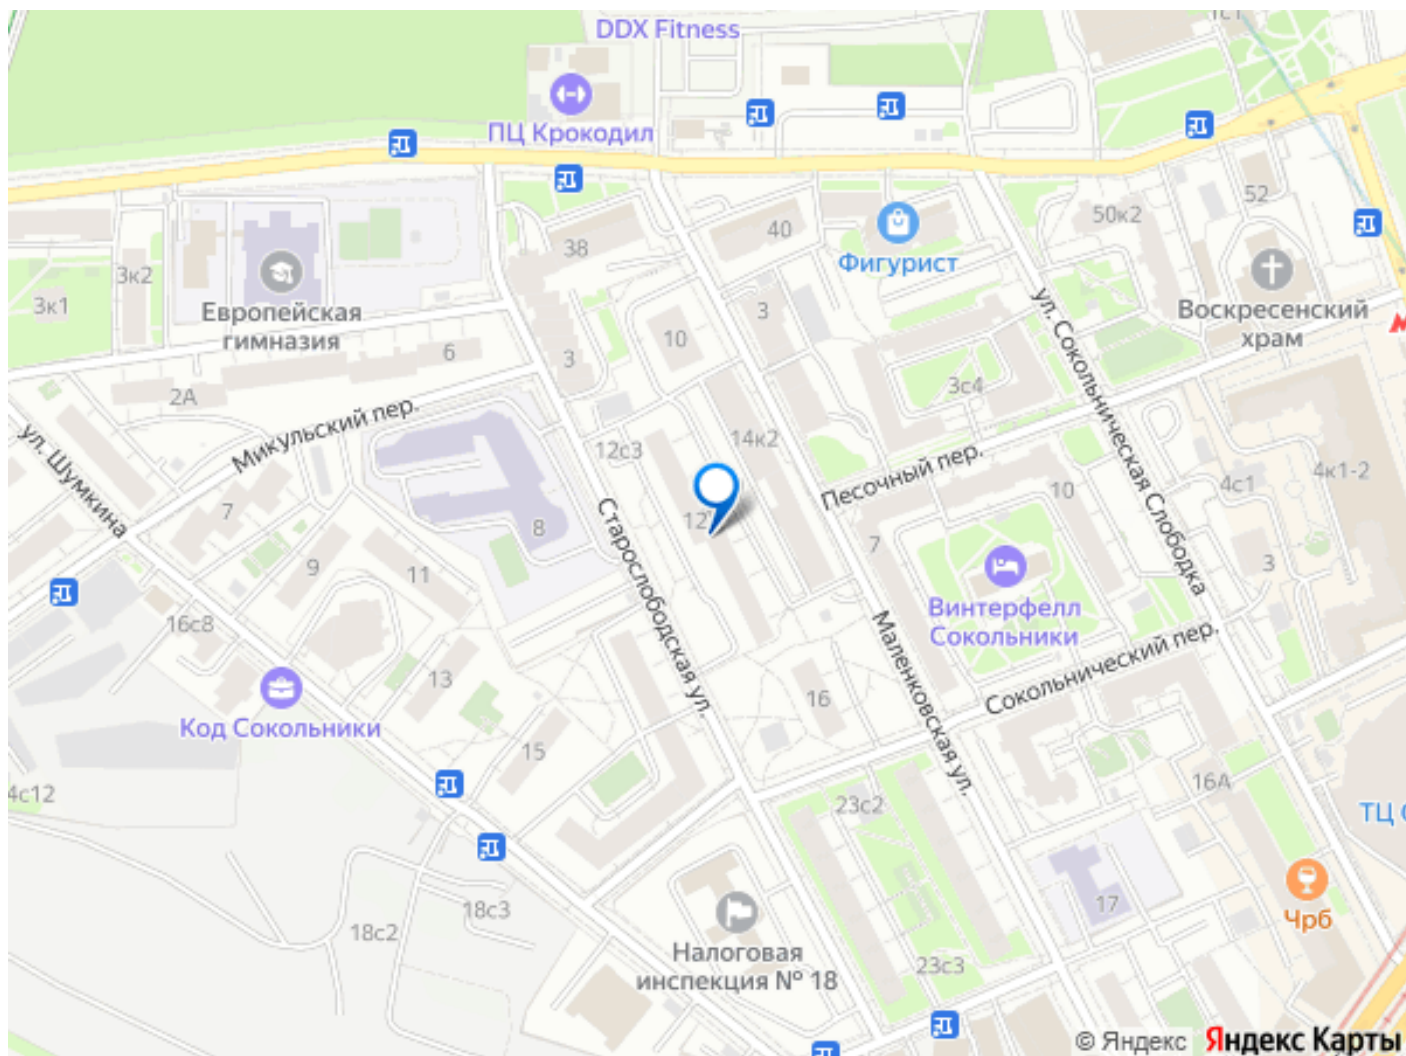 1с1
DDX Fitness
ПЦ Крокодил
52
50к2
40
38
Фигурист
3к2
3к1
Европейская
гимназия
Воскресенский
храм
ул. Сокольническая Слободка
3
10
6
3
2А
3с4
Микульский пер.
14к2
12с3
ул. Шумкина
Песочный пер.
4к1-2
4с1
10
7
12
8
7
Старослободская ул.
9
11
3
Винтерфелл
Сокольники
16с8
Маленковская ул.
Сокольнический пер.
13
16
Код Сокольники
15
16А
4с12
23с2
ТЦ
17
18с3
Чрб
18с2
Налоговая
инспекция № 18
23с3
© Яндекс Яндекс Карты